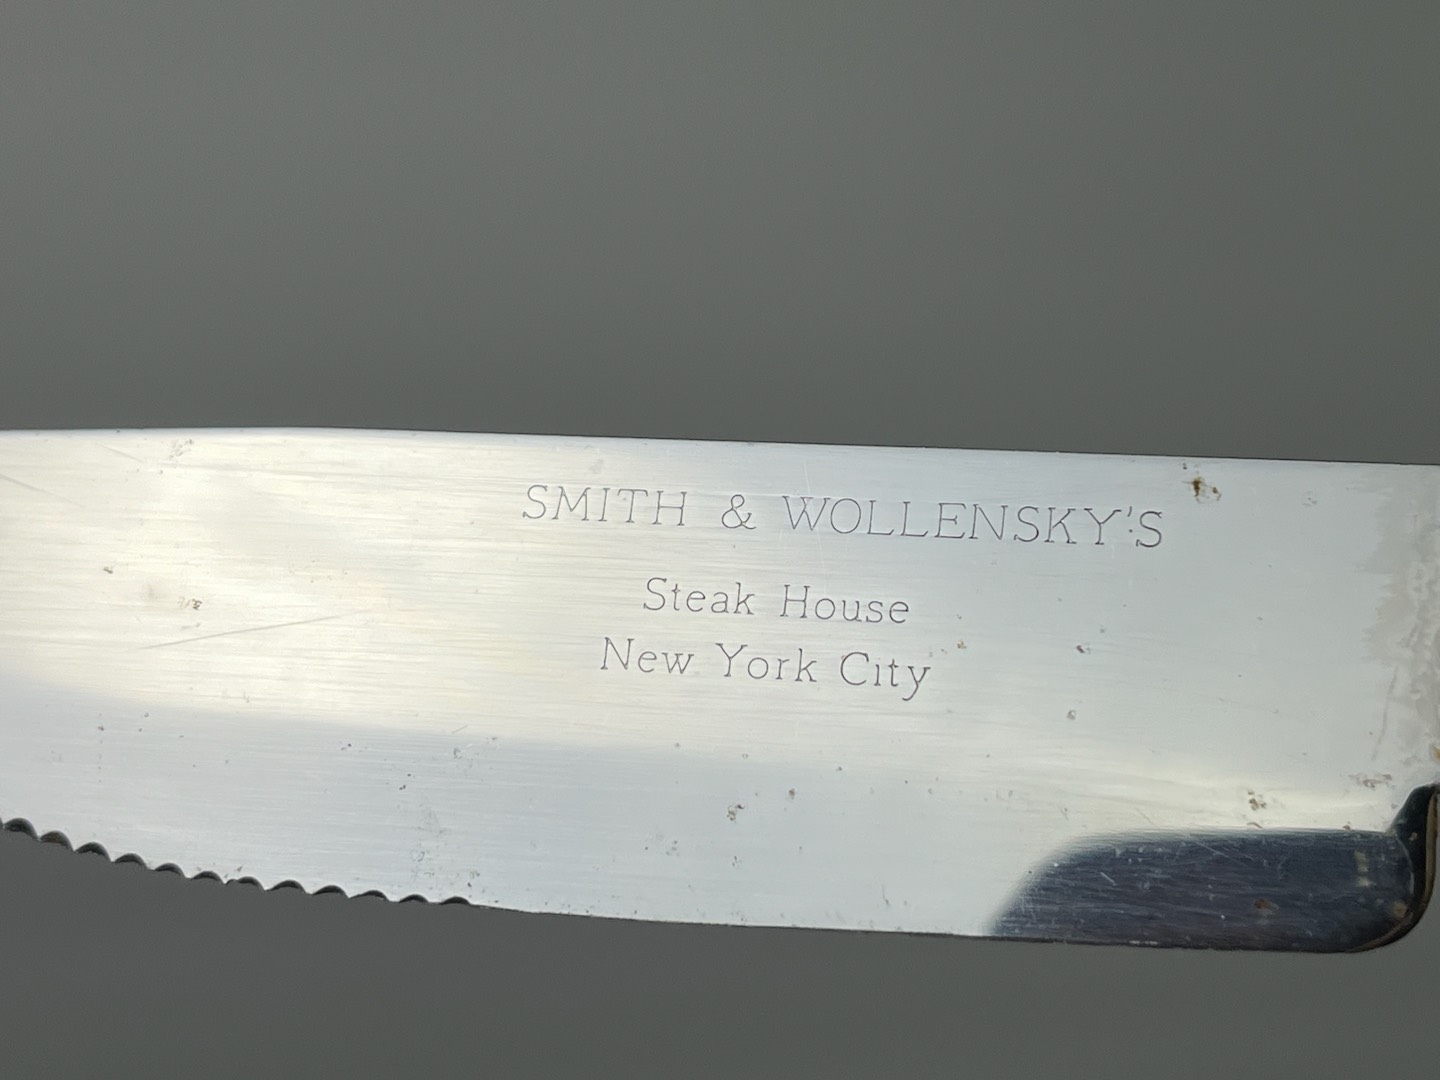 SMITH & WOLLENSKY'S
Steak House
New York City